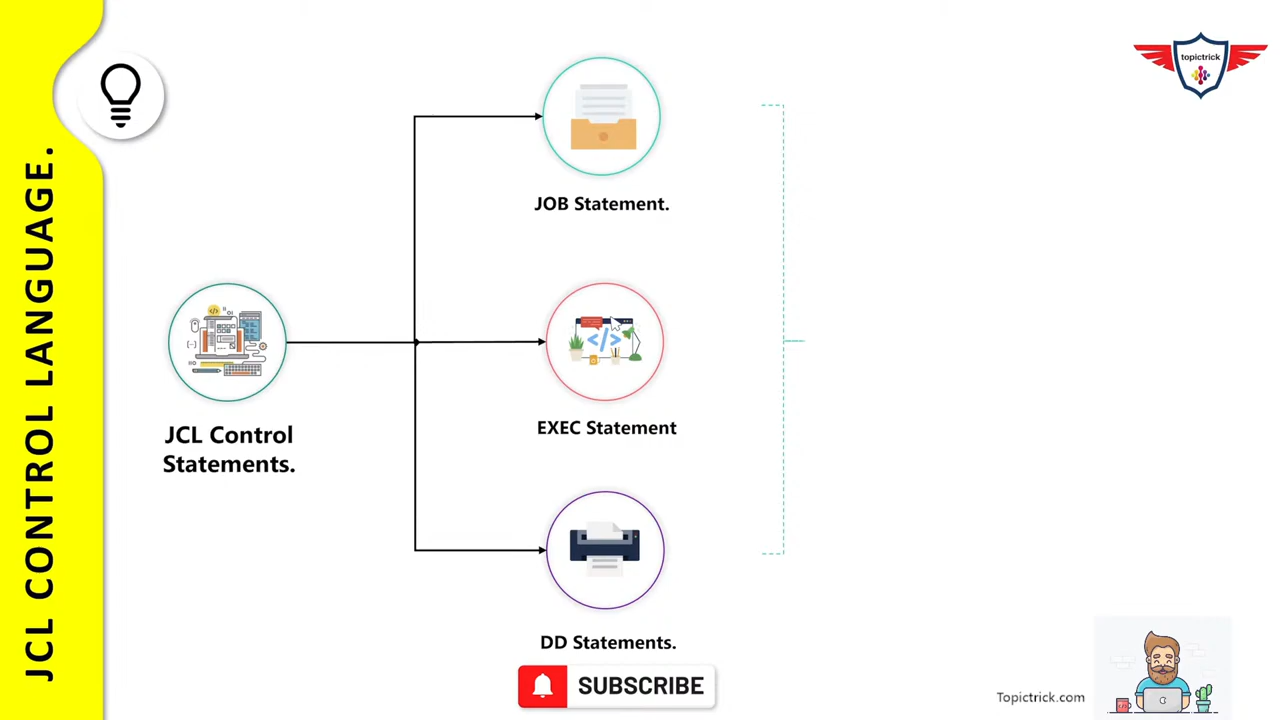 JCL CONTROL LANGUAGE.
topictrick
JOB Statement.
EXEC Statement
JCL Control
Statements.
DD Statements.
SUBSCRIBE
Topictrick.com